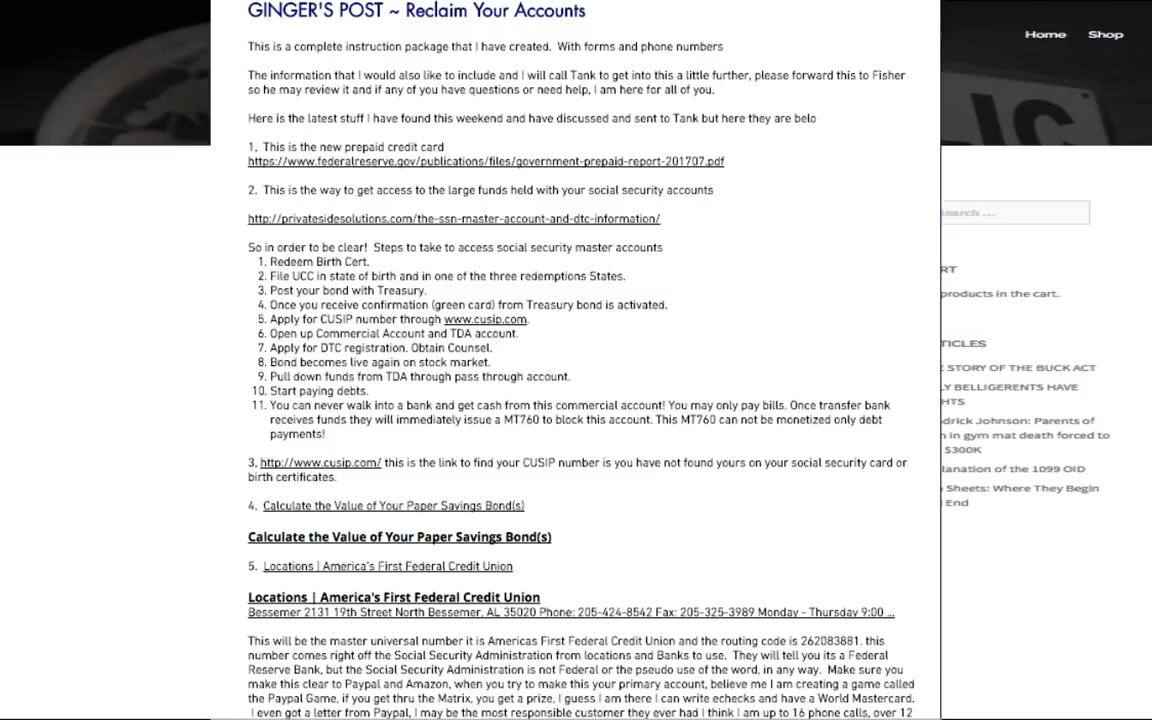 GINGER'S POST ~ Reclaim Your Accounts
Home Shop
This is a complete instruction package that I have created. With forms and phone numbers
The information that I would also like to include and I will call Tank to get into this a little further, please forward this to Fisher
so he may review it and if any of you have questions or need help, I am here for all of you.
Here is the latest stuff I have found this weekend and have discussed and sent to Tank but here they are belo
1, This is the new prepaid credit card
https://www.federalreserve.gov/publications/files/government-prepaid-report-201707.pdf
2. This is the way to get access to the large funds held with your social security accounts
http://privatesidesolutions.com/the-ssn-master-account-and-dtc-information/
So in order to be clear! Steps to take to access social security master accounts
1. Redeem Birth Cert.
2. File UCC in state of birth and in one of the three redemptions States.
3. Post your bond with Treasury.
4. Once you receive confirmation (green card) from Treasury bond is activated.
5. Apply for CUSIP number through www.cusip.com.
6. Open up Commercial Account and TDA account.
7. Apply for DTC registration. Obtain Counsel.
8. Bond becomes live again on stock market.
9. Pull down funds from TDA through pass through account.
10. Start paying debts.
11. You can never walk into a bank and get cash from this commercial account! You may only pay bills. Once transfer bank
receives funds they will immediately issue a MT760 to block this account. This MT760 can not be monetized only debt
payments!
3. http://www.cusip.com/ this is the link to find your CUSIP number is you have not found yours on your social security card or
birth certificates.
4. Calculate the Value of Your Paper Savings Bond(s)
Calculate the Value of Your Paper Savings Bond(s)
5. Locations | America's First Federal Credit Union
Locations | America's First Federal Credit Union
Bessemer 2131 19th Street North Bessemer, AL 35020 Phone: 205-424-8542 Fax: 205-325-3989 Monday - Thursday 9:00 ...
This will be the master universal number it is Americas First Federal Credit Union and the routing code is 262083881. this
number comes right off the Social Security Administration from locations and Banks to use. They will tell you its a Federal
Reserve Bank, but the Social Security Administration is not Federal or the pseudo use of the word, in any way. Make sure you
make this clear to Paypal and Amazon, when you try to make this your primary account, believe me I am creating a game called
the Paypal Game, if you get thru the Matrix, you get a prize, I guess I am there I can write echecks and have a World Mastercard.
I even got a letter from Paypal, I may be the most responsible customer they ever had I think I am up to 16 phone calls, over 12
IC
earch ...
RT
products in the cart.
TICLES
STORY OF THE BUCK ACT
Y BELLIGERENTS HAVE
HTS
drick Johnson: Parents of
n in gym mat death forced to
$300K
lanation of the 1099 OID
Sheets: Where They Begin
End